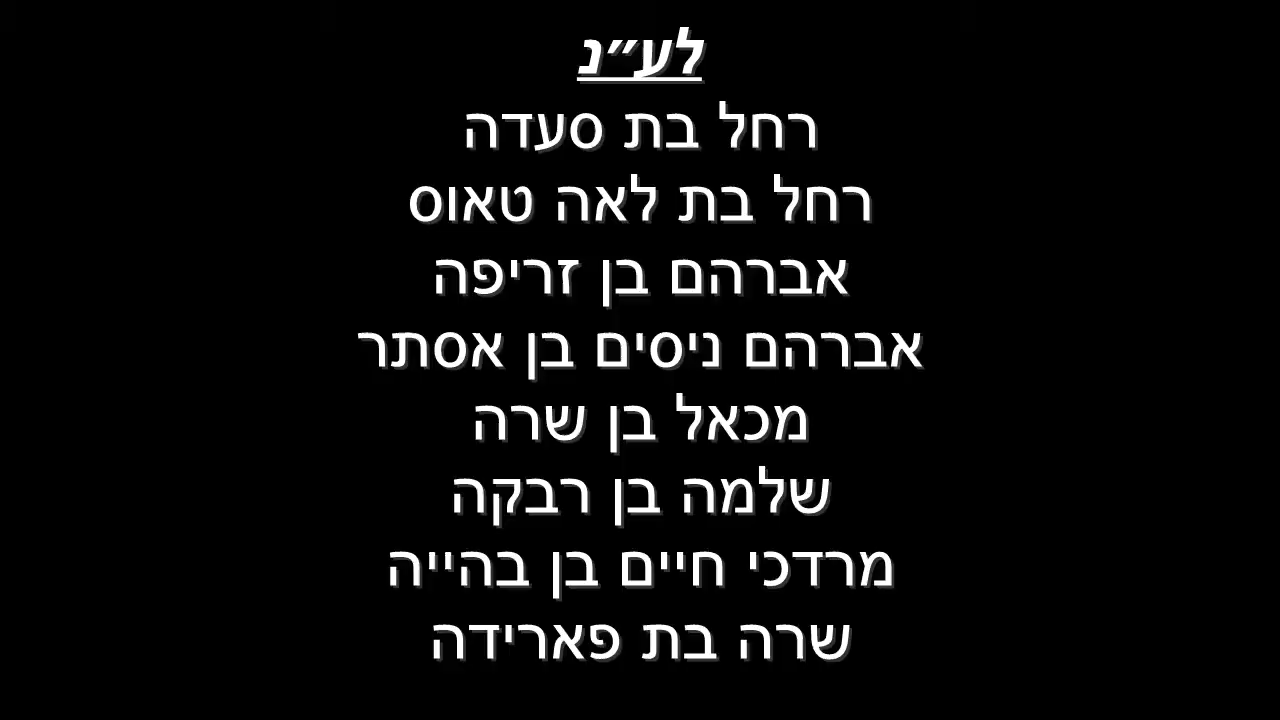 לע״נ
רחל בת סעדה
רחל בת לאה טאוס
אברהם בן זריפה
אברהם ניסים בן אסתר
מכאל בן שרה
שלמה בן רבקה
מרדכי חיים בן בהייה
שרה בת פארידה